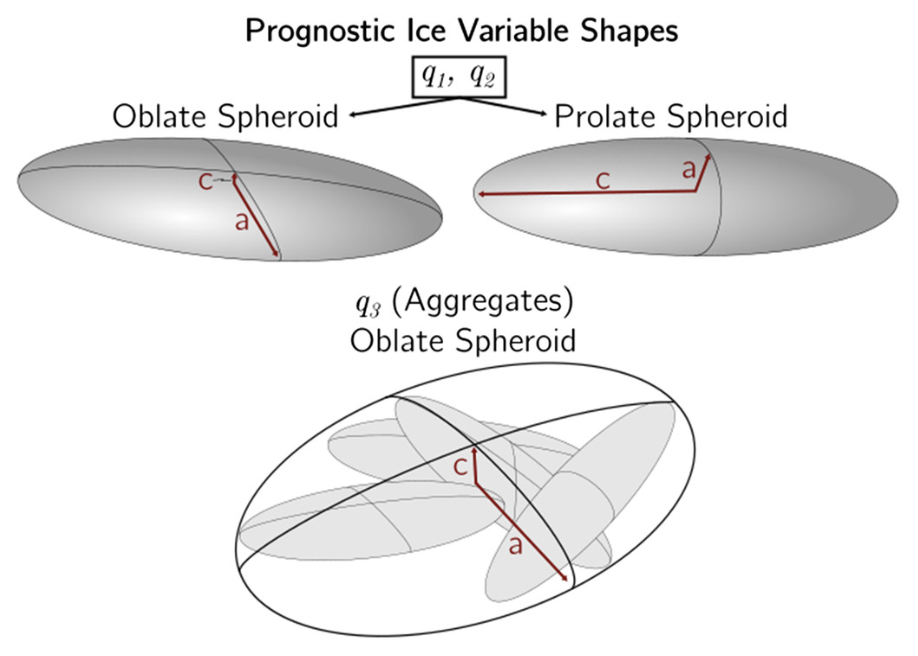 Prognostic Ice Variable Shapes
q1, q2
Oblate Spheroid
Prolate Spheroid
c
a
c
a
q3 (Aggregates)
Oblate Spheroid
c
a